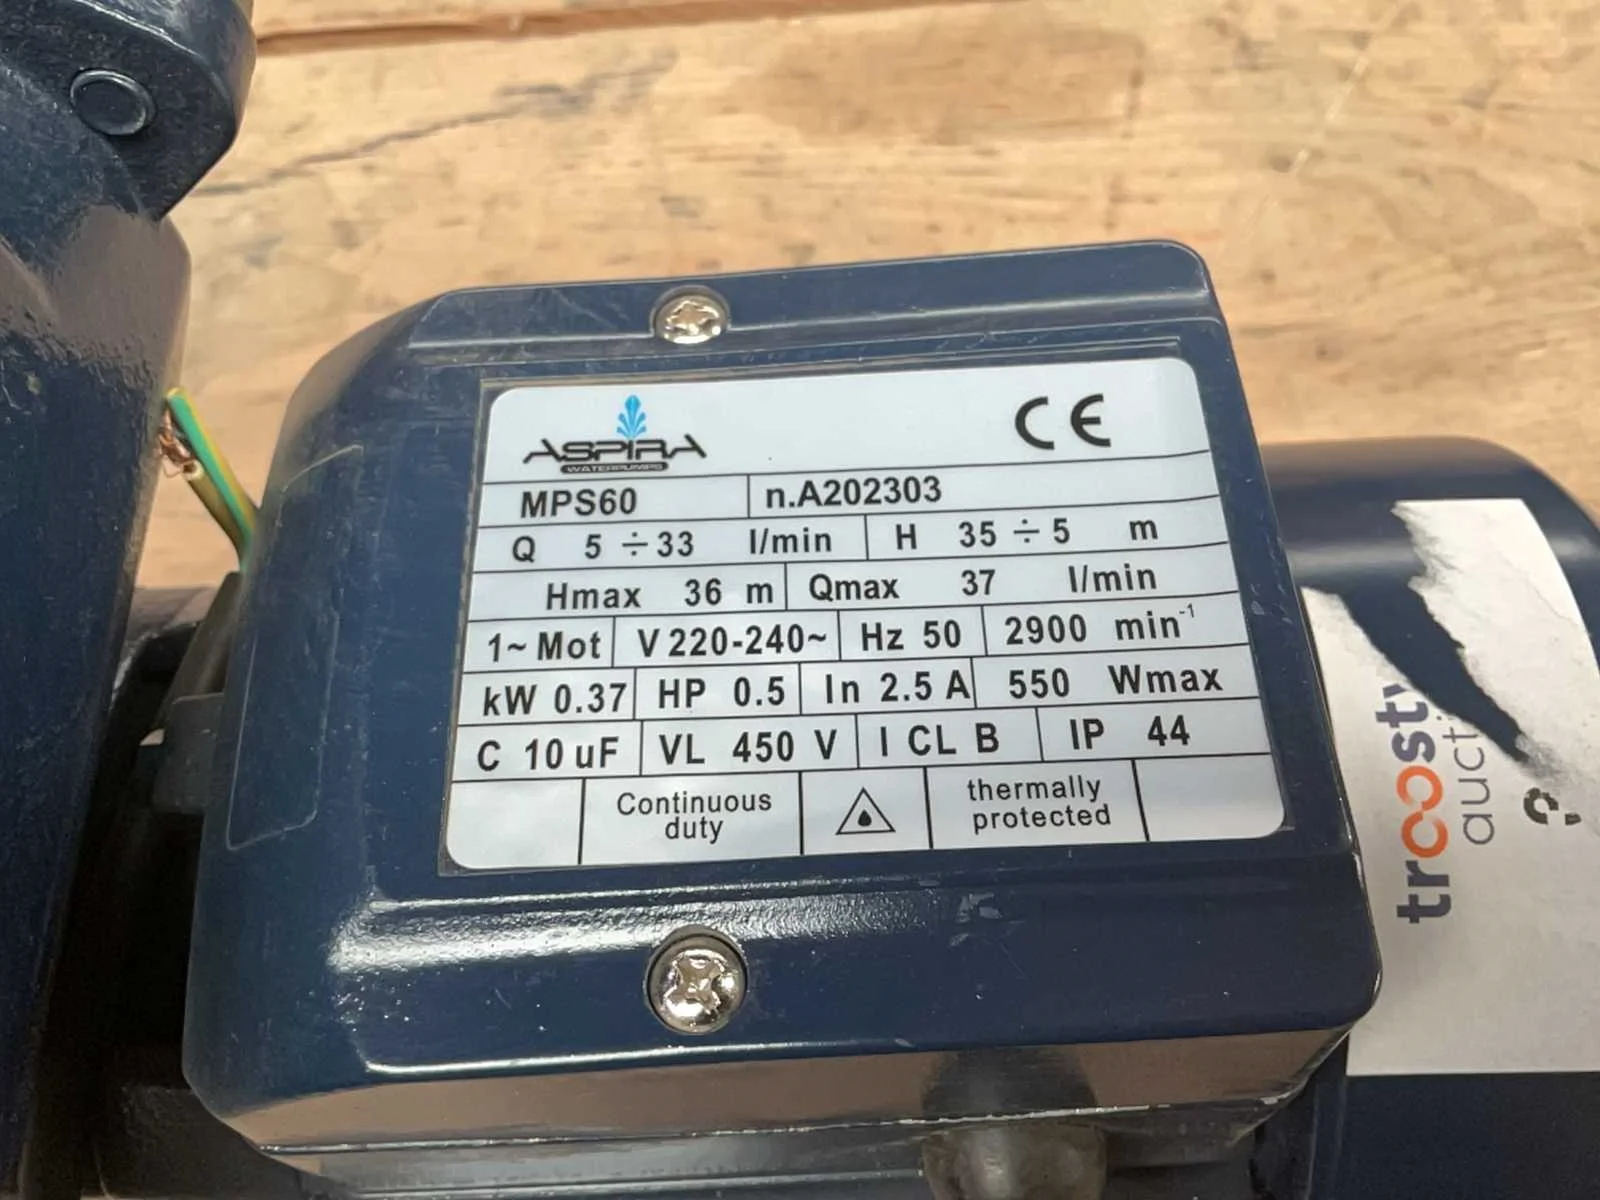 ASPIRA
WATERPUMPS
CE
MPS60 n.A202303
Q 5 ÷ 33 l/min H 35 ÷ 5 m
Hmax 36 m Qmax 37 l/min
1~ Mot V 220-240~ Hz 50 2900 min⁻¹
kW 0.37 HP 0.5 In 2.5 A 550 Wmax
C 10 uF VL 450 V I CL B IP 44
Continuous
duty
thermally
protected
troosty